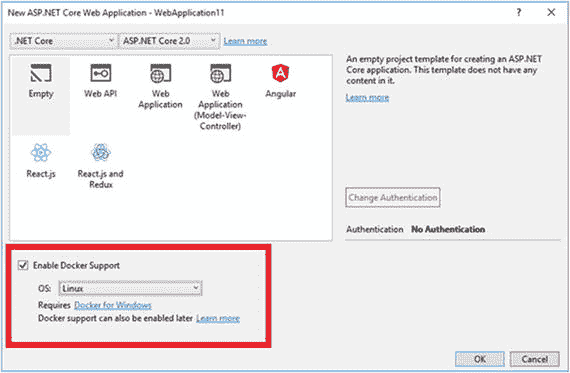 New ASP.NET Core Web Application - WebApplication11
? ×
.NET Core ASP.NET Core 2.0 Learn more
Empty
Web API
Web
Application
Web
Application
(Model-View-
Controller)
Angular
React.js
React.js and
Redux
An empty project template for creating an ASP.NET
Core application. This template does not have any
content in it.
Learn more
Change Authentication
Authentication No Authentication
Enable Docker Support
OS: Linux
Requires Docker for Windows
Docker support can also be enabled later Learn more
OK Cancel